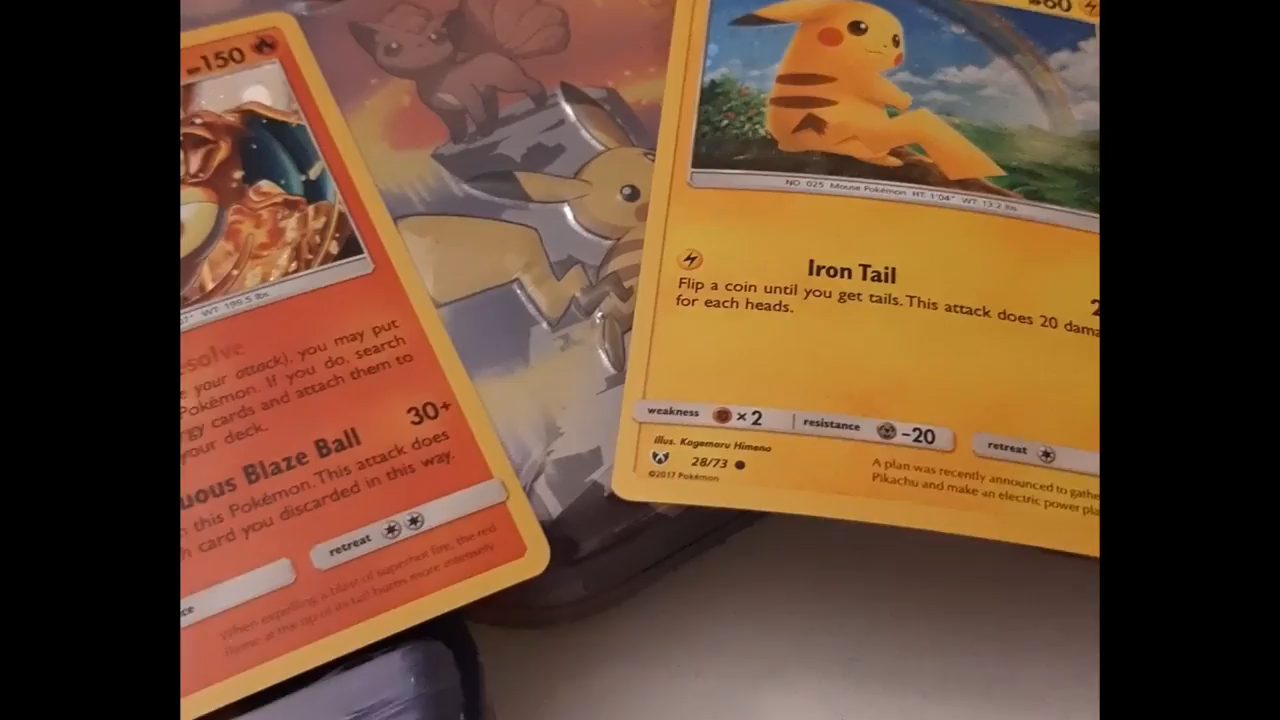 150
WT: 199.5 lbs.
esolve
e your attack), you may put
Pokémon. If you do, search
gy cards and attach them to
your deck.
uous Blaze Ball 30+
this Pokémon. This attack does
card you discarded in this way.
retreat
When expelling a blast of superhot fire, the red
flame at the tip of its tail burns more intensely.
60
NO. 025 Mouse Pokémon HT: 1'04" WT: 13.2 lbs.
Iron Tail 2
Flip a coin until you get tails. This attack does 20 dama
for each heads.
weakness ×2 resistance -20 retreat
Illus. Kagemaru Himeno
28/73
©2017 Pokémon
A plan was recently announced to gathe
Pikachu and make an electric power pla